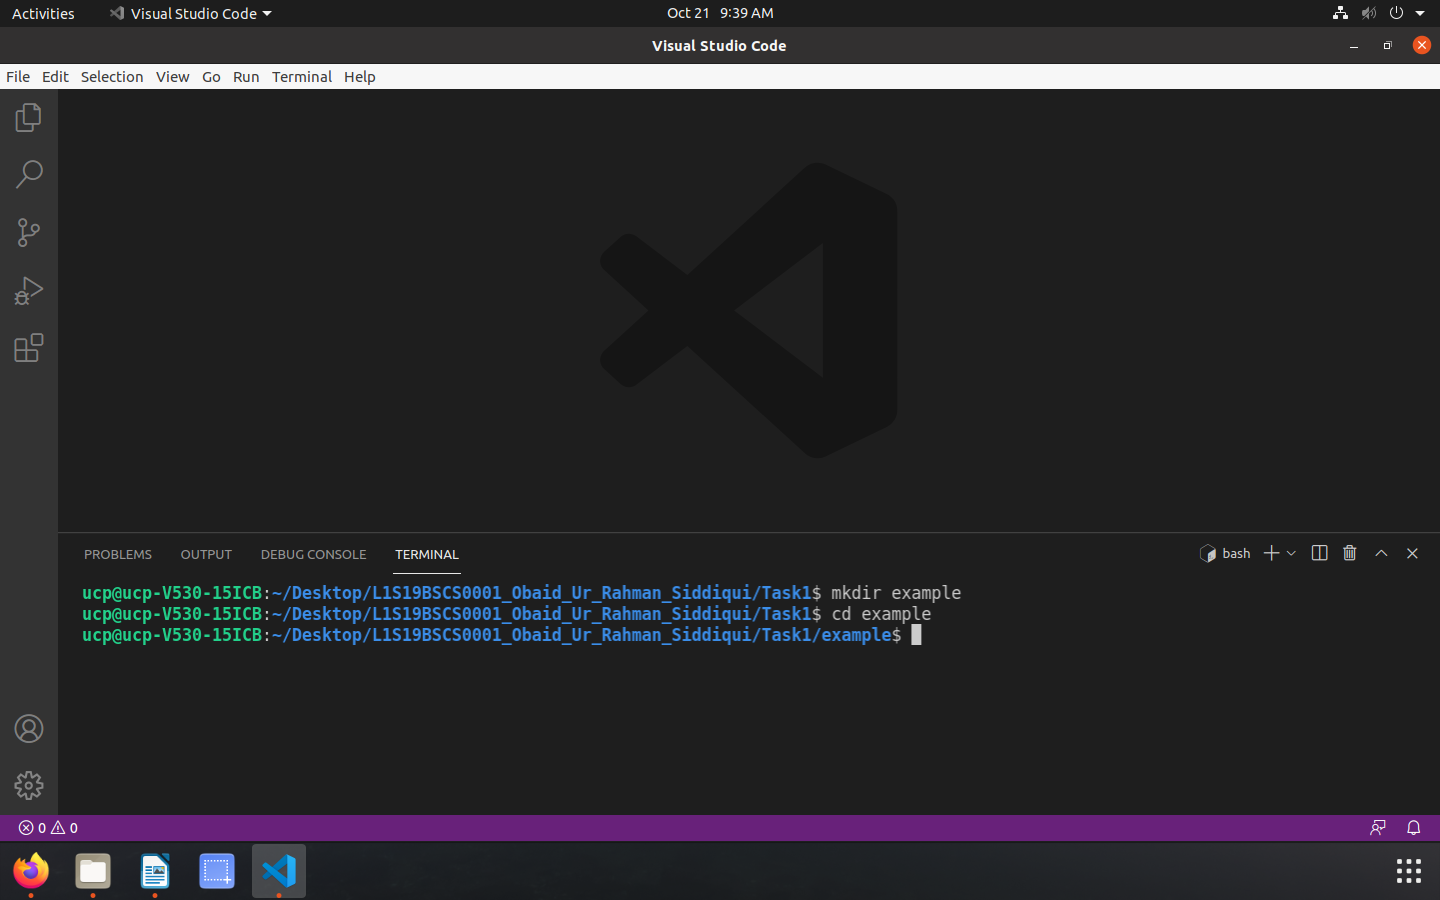 Activities Visual Studio Code Oct 21 9:39 AM
Visual Studio Code
File Edit Selection View Go Run Terminal Help
PROBLEMS OUTPUT DEBUG CONSOLE TERMINAL bash
ucp@ucp-V530-15ICB:~/Desktop/L1S19BSCS0001_Obaid_Ur_Rahman_Siddiqui/Task1$ mkdir example
ucp@ucp-V530-15ICB:~/Desktop/L1S19BSCS0001_Obaid_Ur_Rahman_Siddiqui/Task1$ cd example
ucp@ucp-V530-15ICB:~/Desktop/L1S19BSCS0001_Obaid_Ur_Rahman_Siddiqui/Task1/example$
0 0